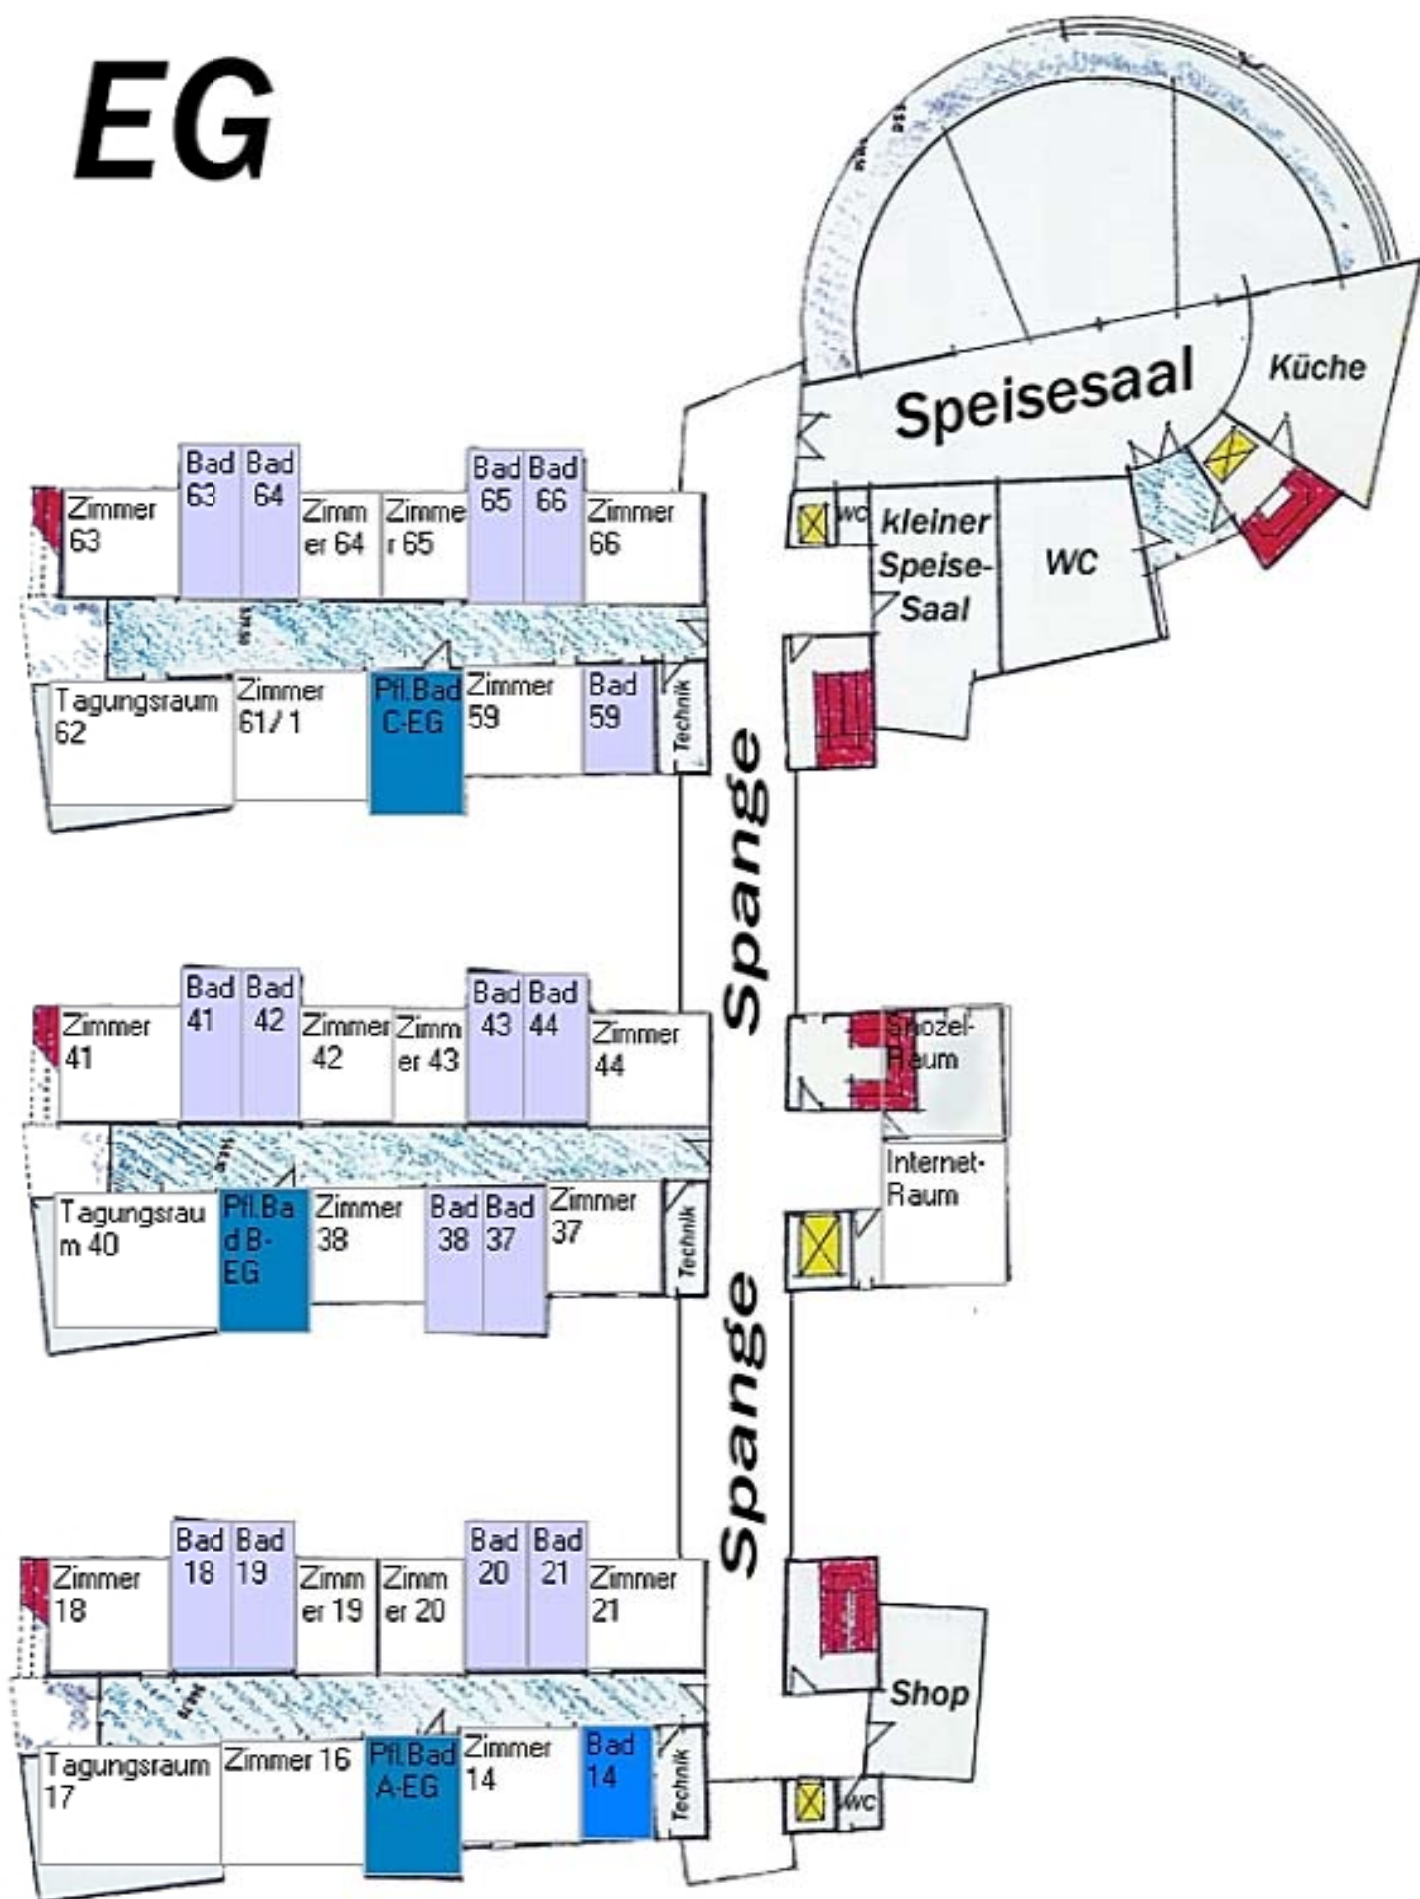 EG
Speisesaal
Küche
Bad
63
Bad
64
Bad
65
Bad
66
Zimmer
63
Zimm
er 64
Zimme
r 65
Zimmer
66
WC
kleiner
Speise-
Saal
WC
Tagungsraum
62
Zimmer
61/ 1
Pfl.Bad
C-EG
Zimmer
59
Bad
59
Technik
Spange
Bad
41
Bad
42
Bad
43
Bad
44
Zimmer
41
Zimmer
42
Zimm
er 43
Zimmer
44
Snozel-
Raum
Internet-
Raum
Tagungsrau
m 40
Pfl.Ba
d B-
EG
Zimmer
38
Bad
38
Bad
37
Zimmer
37
Technik
Spange
Bad
18
Bad
19
Bad
20
Bad
21
Zimmer
18
Zimm
er 19
Zimm
er 20
Zimmer
21
Shop
Tagungsraum
17
Zimmer 16
Pfl.Bad
A-EG
Zimmer
14
Bad
14
Technik
WC